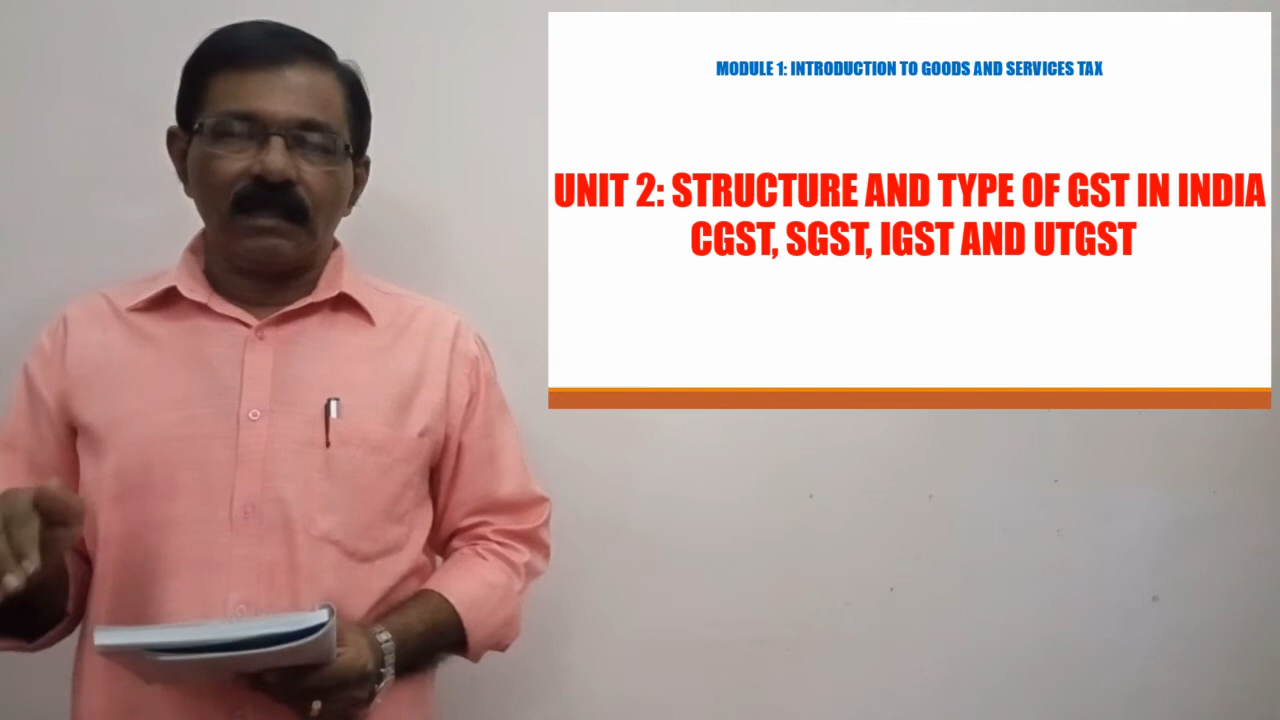 MODULE 1: INTRODUCTION TO GOODS AND SERVICES TAX
UNIT 2: STRUCTURE AND TYPE OF GST IN INDIA
CGST, SGST, IGST AND UTGST